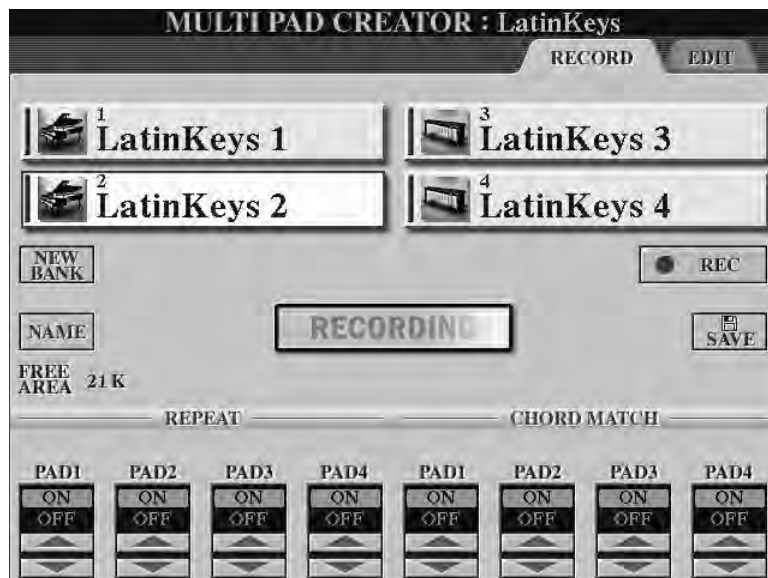 MULTI PAD CREATOR : LatinKeys
RECORD
EDIT
1
LatinKeys 1
3
LatinKeys 3
2
LatinKeys 2
4
LatinKeys 4
NEW
BANK
REC
NAME
RECORDING
SAVE
FREE
AREA 21K
REPEAT
CHORD MATCH
PAD1 PAD2 PAD3 PAD4 PAD1 PAD2 PAD3 PAD4
ON ON ON ON ON ON ON ON
OFF OFF OFF OFF OFF OFF OFF OFF